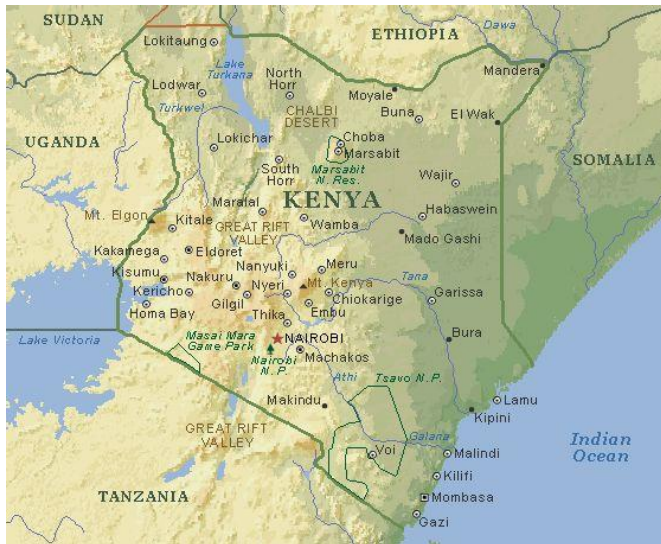 SUDAN
ETHIOPIA
Dawa
Lokitaung
Lake
Turkana
Mandera
Lodwar
North
Horr
Moyale
Turkwel
CHALBI
DESERT
Buna
El Wak
UGANDA
Lokichar
Choba
Marsabit
SOMALIA
South
Horr
Marsabit
N. Res.
Wajir
Maralal
KENYA
Mt. Elgon
Kitale
GREAT RIFT
VALLEY
Wamba
Habaswein
Mado Gashi
Kakamega
Eldoret
Kisumu
Nakuru
Nanyuki
Meru
Tana
Kericho
Nyeri
Mt. Kenya
Gilgil
Chiokarige
Garissa
Homa Bay
Embu
Thika
Lake Victoria
Masai Mara
Game Park
NAIROBI
Bura
Nairobi
N.P.
Machakos
Athi
Tsavo N.P.
Makindu
Lamu
Kipini
GREAT RIFT
VALLEY
Galana
Indian
Ocean
Voi
Malindi
Kilifi
TANZANIA
Mombasa
Gazi